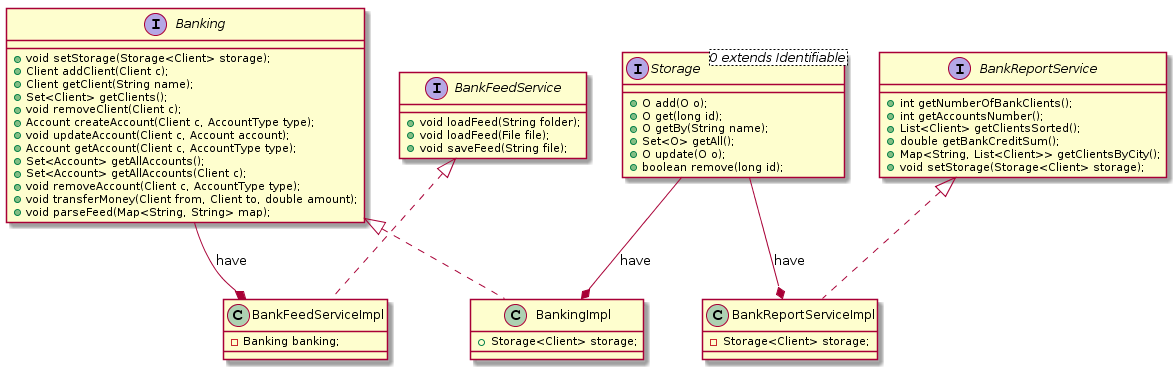 I Banking
void setStorage(Storage<Client> storage);
Client addClient(Client c);
Client getClient(String name);
Set<Client> getClients();
void removeClient(Client c);
Account createAccount(Client c, AccountType type);
void updateAccount(Client c, Account account);
Account getAccount(Client c, AccountType type);
Set<Account> getAllAccounts();
Set<Account> getAllAccounts(Client c);
void removeAccount(Client c, AccountType type);
void transferMoney(Client from, Client to, double amount);
void parseFeed(Map<String, String> map);
I BankFeedService
void loadFeed(String folder);
void loadFeed(File file);
void saveFeed(String file);
I Storage
O extends Identifiable
O add(O o);
O get(long id);
O getBy(String name);
Set<O> getAll();
O update(O o);
boolean remove(long id);
I BankReportService
int getNumberOfBankClients();
int getAccountsNumber();
List<Client> getClientsSorted();
double getBankCreditSum();
Map<String, List<Client>> getClientsByCity();
void setStorage(Storage<Client> storage);
have
have
have
C BankFeedServiceImpl
Banking banking;
C BankingImpl
Storage<Client> storage;
C BankReportServiceImpl
Storage<Client> storage;